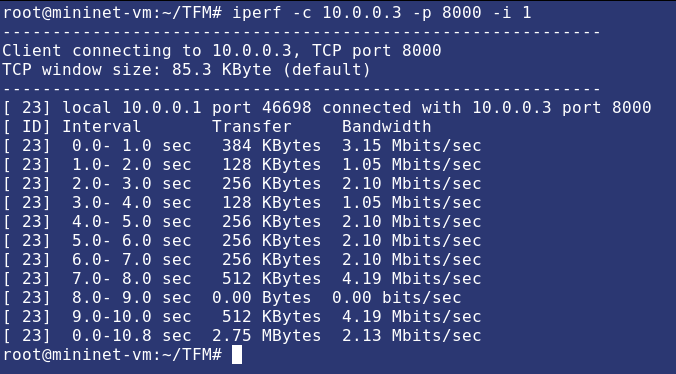 root@mininet-vm:~/TFM# iperf -c 10.0.0.3 -p 8000 -i 1
------------------------------------------------------------
Client connecting to 10.0.0.3, TCP port 8000
TCP window size: 85.3 KByte (default)
------------------------------------------------------------
[ 23] local 10.0.0.1 port 46698 connected with 10.0.0.3 port 8000
[ ID] Interval       Transfer     Bandwidth
[ 23]  0.0- 1.0 sec   384 KBytes  3.15 Mbits/sec
[ 23]  1.0- 2.0 sec   128 KBytes  1.05 Mbits/sec
[ 23]  2.0- 3.0 sec   256 KBytes  2.10 Mbits/sec
[ 23]  3.0- 4.0 sec   128 KBytes  1.05 Mbits/sec
[ 23]  4.0- 5.0 sec   256 KBytes  2.10 Mbits/sec
[ 23]  5.0- 6.0 sec   256 KBytes  2.10 Mbits/sec
[ 23]  6.0- 7.0 sec   256 KBytes  2.10 Mbits/sec
[ 23]  7.0- 8.0 sec   512 KBytes  4.19 Mbits/sec
[ 23]  8.0- 9.0 sec  0.00 Bytes  0.00 bits/sec
[ 23]  9.0-10.0 sec   512 KBytes  4.19 Mbits/sec
[ 23]  0.0-10.8 sec  2.75 MBytes  2.13 Mbits/sec
root@mininet-vm:~/TFM#